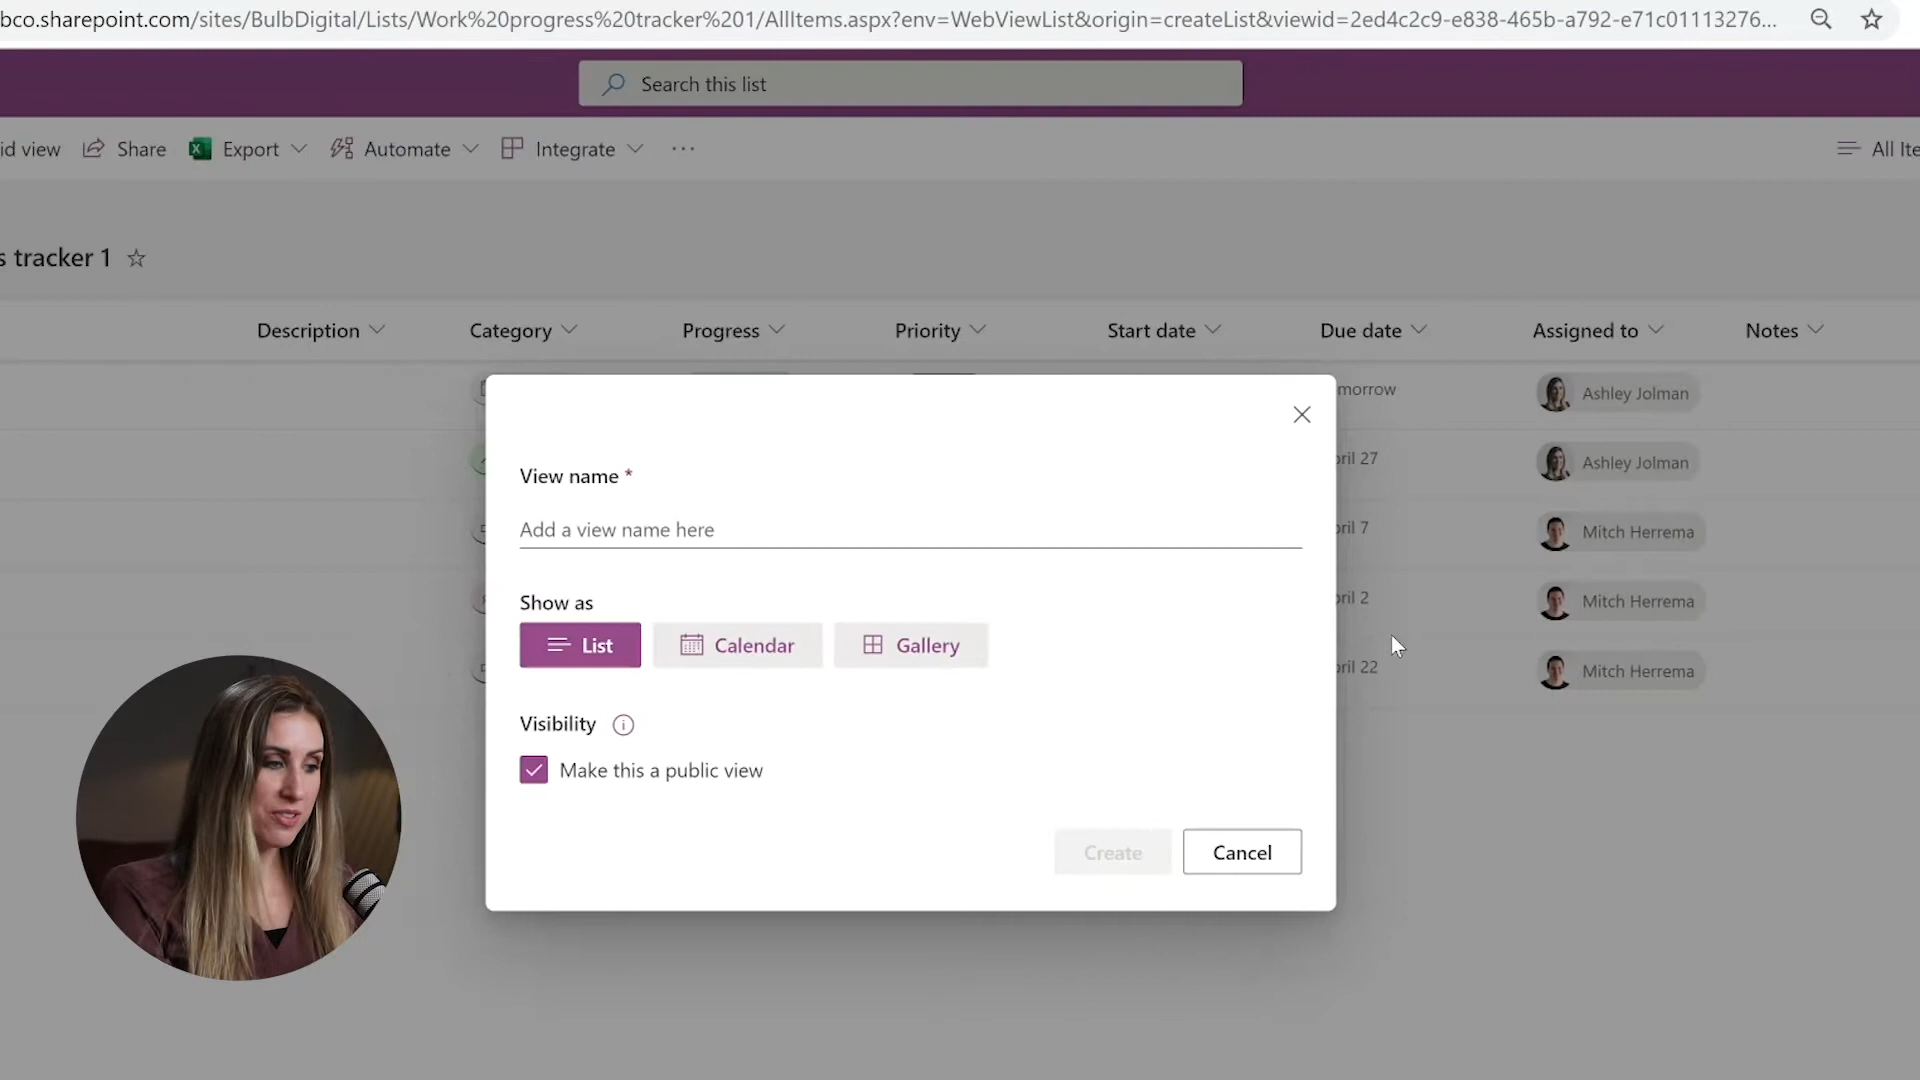 bco.sharepoint.com/sites/BulbDigital/Lists/Work%20progress%20tracker%201/AllItems.aspx?env=WebViewList&origin=createList&viewid=2ed4c2c9-e838-465b-a792-e71c01113276...
Search this list
id view Share Export Automate Integrate ... All Ite
s tracker 1
Description Category Progress Priority Start date Due date Assigned to Notes
morrow Ashley Jolman
ril 27 Ashley Jolman
ril 7 Mitch Herrema
ril 2 Mitch Herrema
ril 22 Mitch Herrema
View name *
Add a view name here
Show as
List Calendar Gallery
Visibility
Make this a public view
Create Cancel